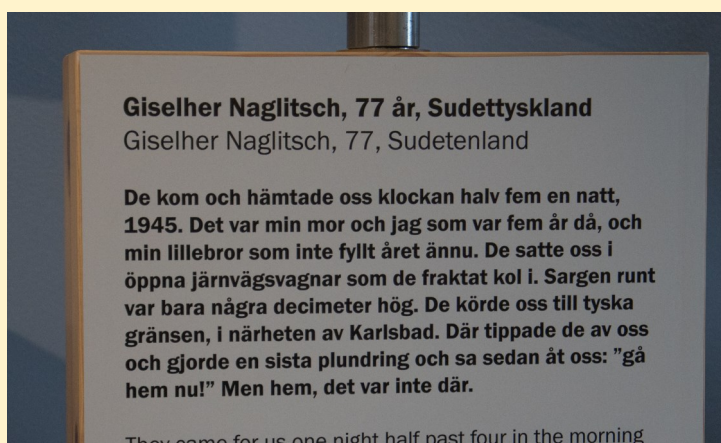 Giselher Naglitsch, 77 år, Sudettyskland
Giselher Naglitsch, 77, Sudetenland
De kom och hämtade oss klockan halv fem en natt,
1945. Det var min mor och jag som var fem år då, och
min lillebror som inte fyllt året ännu. De satte oss i
öppna järnvägsvagnar som de fraktat kol i. Sargen runt
var bara några decimeter hög. De körde oss till tyska
gränsen, i närheten av Karlsbad. Där tippade de av oss
och gjorde en sista plundring och sa sedan åt oss: ”gå
hem nu!” Men hem, det var inte där.
They came for us one night half past four in the morning